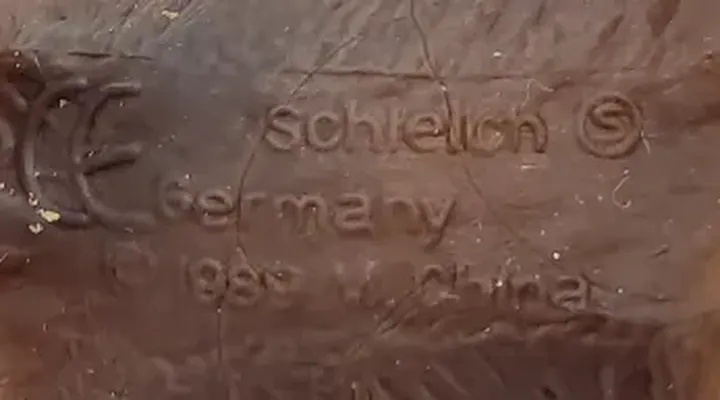 CE schleich Ⓢ
Germany
© China